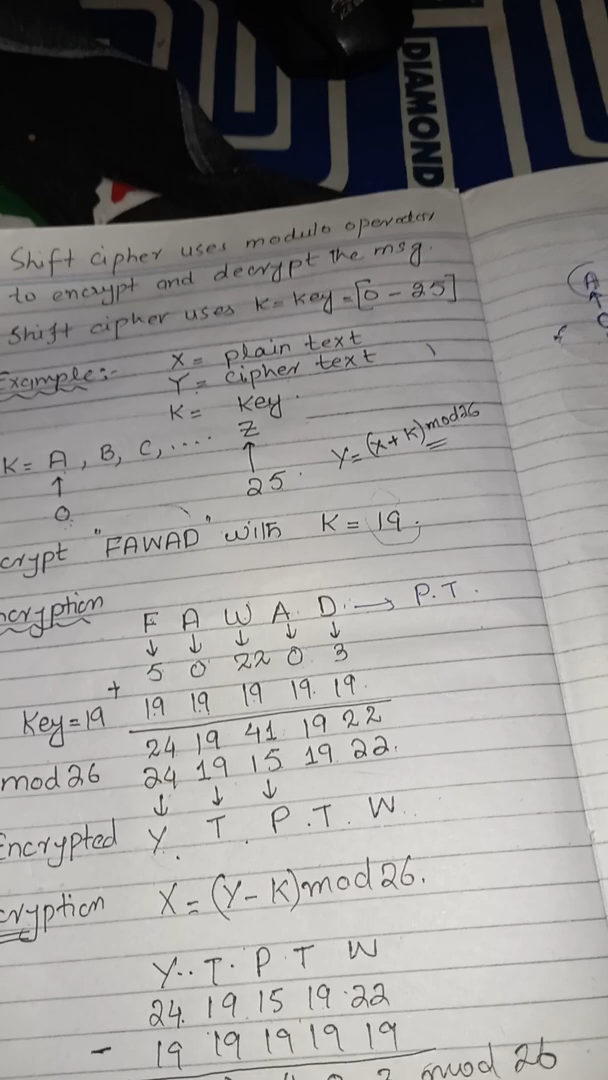 DIAMOND
Shift cipher uses modulo operator
to encrypt and decrypt the msg.
Shift cipher uses K = Key = [0 - 25]
Example:- X = plain text
Y = cipher text
K = Key.
K = A, B, C, .... Z
↑ ↑
0 25. Y = (x + K) mod 26
crypt "FAWAD" with K = 19.
ncryption
F A W A D. → P.T.
↓ ↓ ↓ ↓ ↓
5 0 22 0 3
Key = 19 + 19 19 19 19. 19.
24 19 41 19 22
mod 26 24 19 15 19 22.
↓ ↓ ↓
Encrypted Y. T. P. T. W
cryption X = (Y - K) mod 26.
Y.. T. P. T W
24. 19 15 19 22
- 19 19 19 19 19
mod 26
A
↑